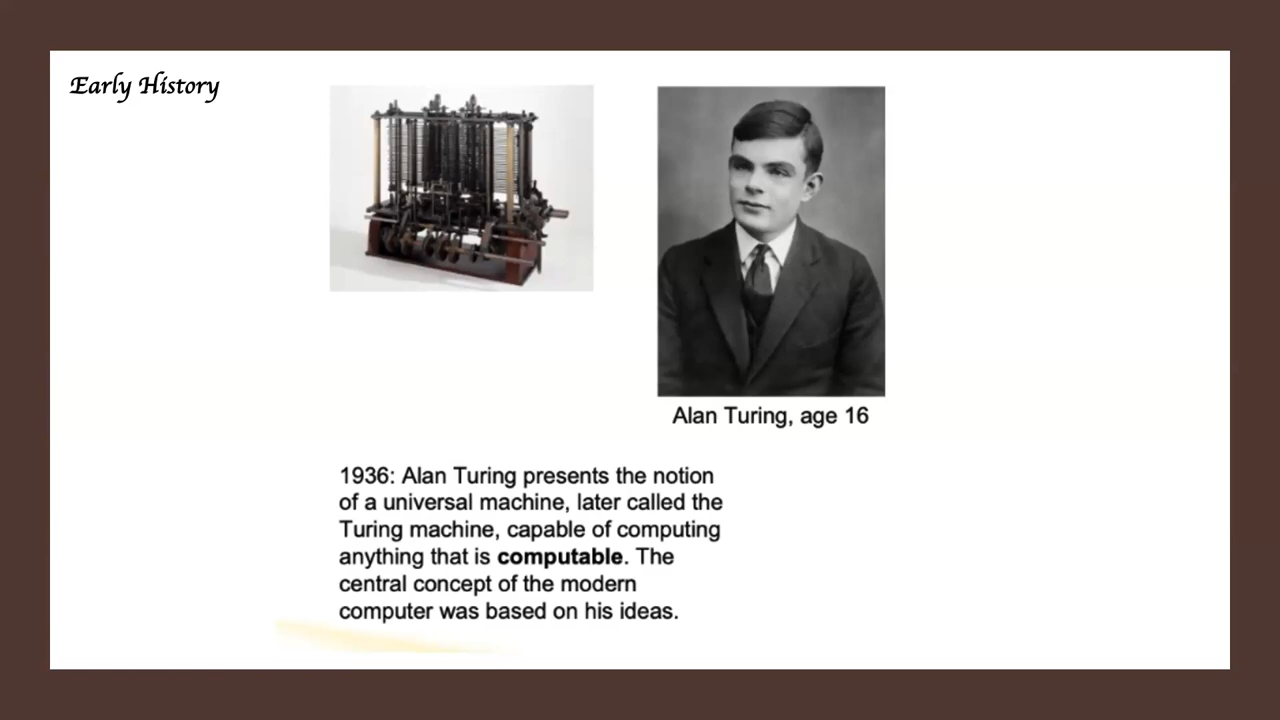 Early History
Alan Turing, age 16
1936: Alan Turing presents the notion
of a universal machine, later called the
Turing machine, capable of computing
anything that is computable. The
central concept of the modern
computer was based on his ideas.